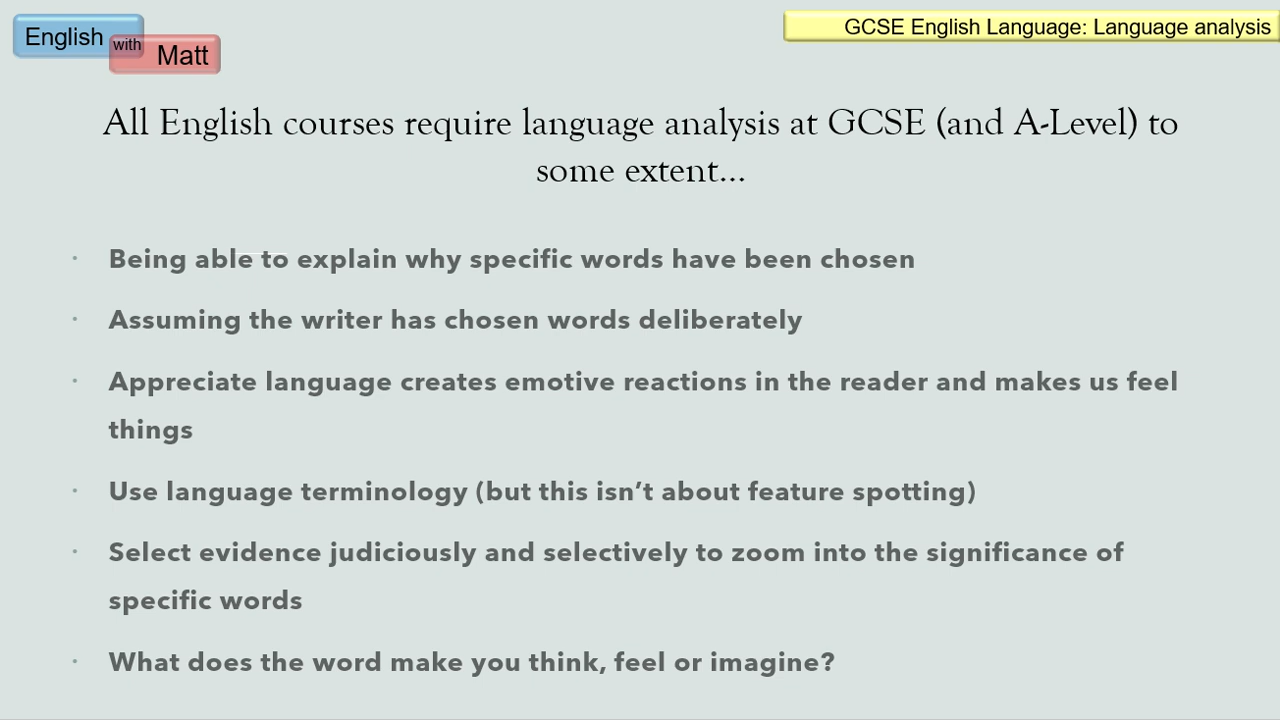 English
with
Matt
GCSE English Language: Language analysis
All English courses require language analysis at GCSE (and A-Level) to
some extent...
· Being able to explain why specific words have been chosen
· Assuming the writer has chosen words deliberately
· Appreciate language creates emotive reactions in the reader and makes us feel
things
· Use language terminology (but this isn’t about feature spotting)
· Select evidence judiciously and selectively to zoom into the significance of
specific words
· What does the word make you think, feel or imagine?